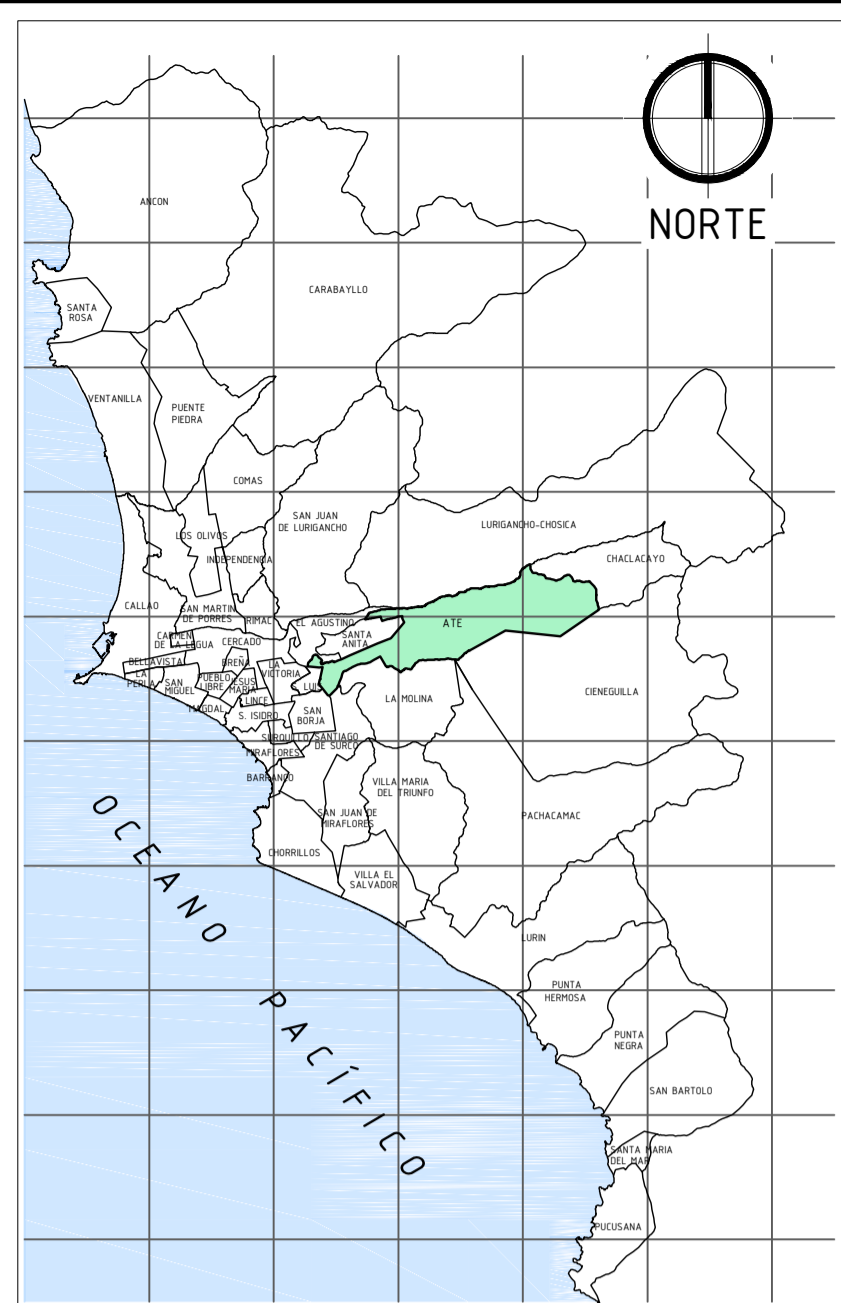 NORTE
ANCON
CARABAYLLO
SANTA
ROSA
VENTANILLA
PUENTE
PIEDRA
COMAS
SAN JUAN
DE LURIGANCHO
LURIGANCHO-CHOSICA
LOS OLIVOS
INDEPENDENCIA
CHACLACAYO
CALLAO
SAN MARTIN
DE PORRES
RIMAC
EL AGUSTINO
ATE
CARMEN
DE LA LEGUA
CERCADO
SANTA
ANITA
BELLAVISTA
BREÑA
LA
VICTORIA
LA
PERLA
SAN
MIGUEL
PUEBLO
LIBRE
JESUS
MARIA
S. LUIS
CIENEGUILLA
LINCE
LA MOLINA
MAGDAL
S. ISIDRO
SAN
BORJA
SURQUILLO
SANTIAGO
DE SURCO
MIRAFLORES
BARRANCO
VILLA MARIA
DEL TRIUNFO
SAN JUAN DE
MIRAFLORES
PACHACAMAC
CHORRILLOS
VILLA EL
SALVADOR
OCEANO PACÍFICO
LURIN
PUNTA
HERMOSA
PUNTA
NEGRA
SAN BARTOLO
SANTA MARIA
DEL MAR
PUCUSANA